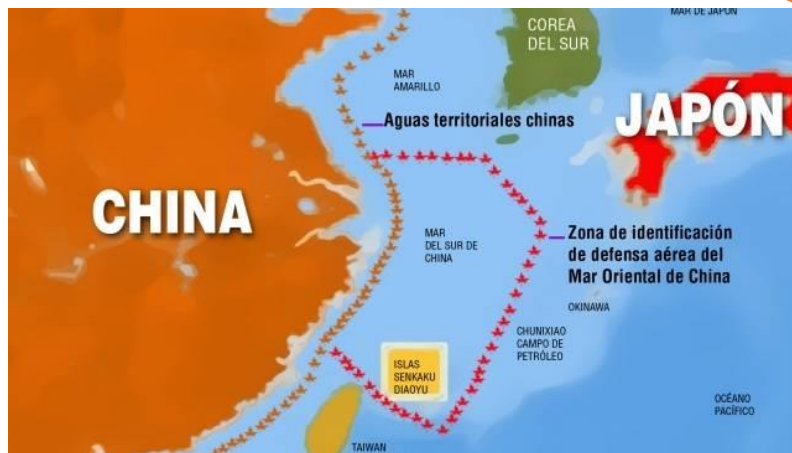 MAR DE JAPÓN
COREA
DEL SUR
MAR
AMARILLO
Aguas territoriales chinas
JAPÓN
CHINA
MAR
DEL SUR DE
CHINA
Zona de identificación
de defensa aérea del
Mar Oriental de China
OKINAWA
CHUNIXIAO
CAMPO DE
PETRÓLEO
ISLAS
SENKAKU
DIAOYU
OCÉANO
PACÍFICO
TAIWAN